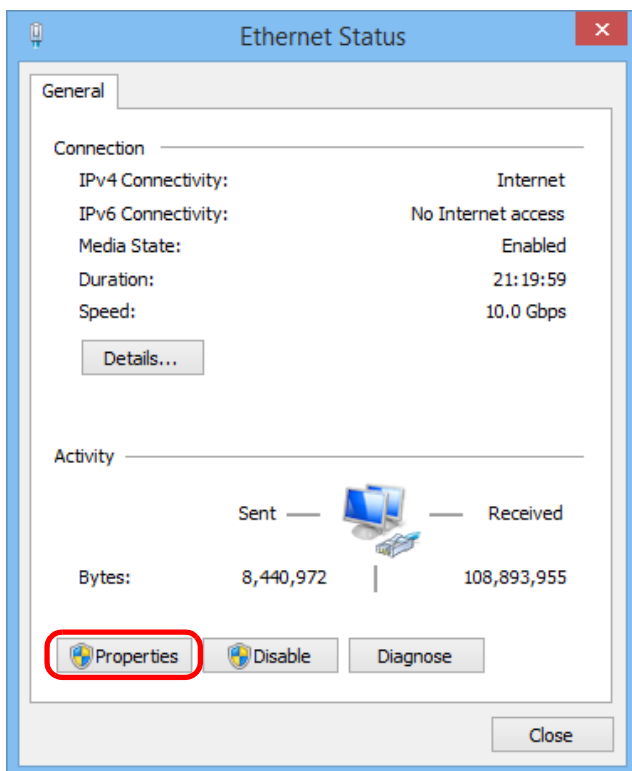 Ethernet Status
General
Connection
IPv4 Connectivity: Internet
IPv6 Connectivity: No Internet access
Media State: Enabled
Duration: 21:19:59
Speed: 10.0 Gbps
Details...
Activity
Sent Received
Bytes: 8,440,972 108,893,955
Properties Disable Diagnose
Close